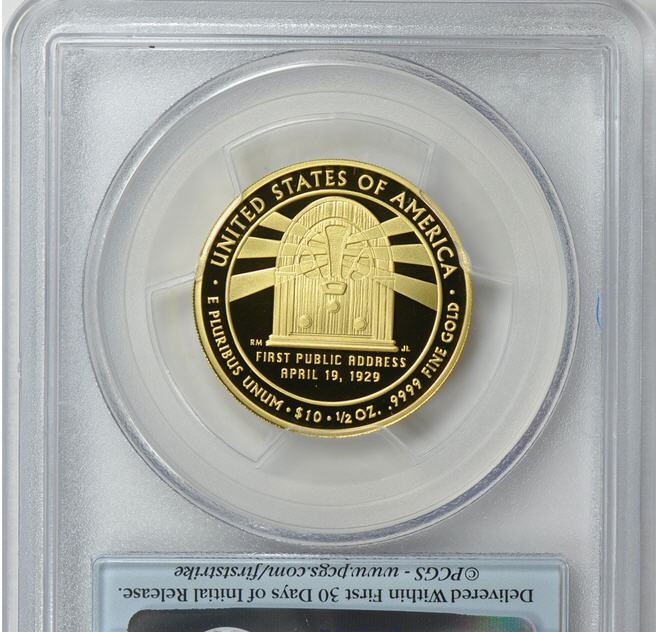 UNITED STATES OF AMERICA
RM
JL
FIRST PUBLIC ADDRESS
APRIL 19, 1929
· E PLURIBUS UNUM · $10 · 1/2 OZ. .9999 FINE GOLD ·
Delivered Within First 30 Days of Initial Release.
©PCGS - www.pcgs.com/firststrike